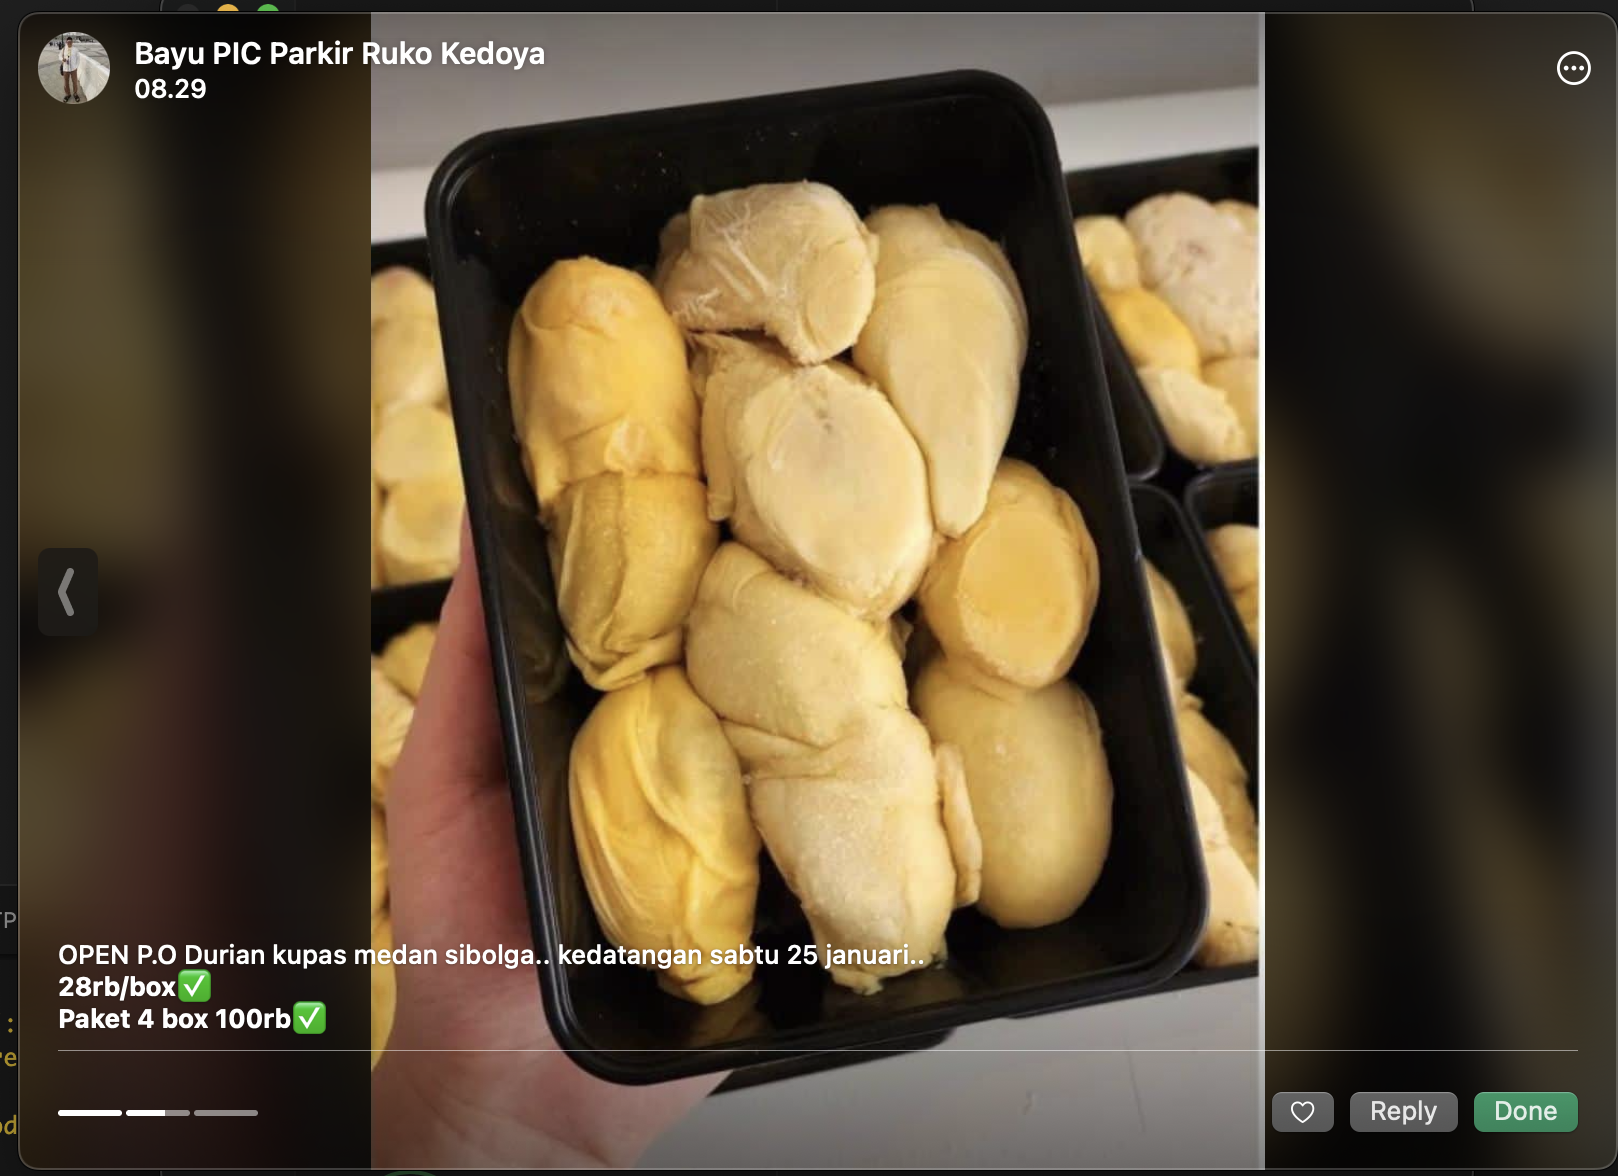 Bayu PIC Parkir Ruko Kedoya
08.29
OPEN P.O Durian kupas medan sibolga.. kedatangan sabtu 25 januari..
28rb/box✅
Paket 4 box 100rb✅
Reply
Done